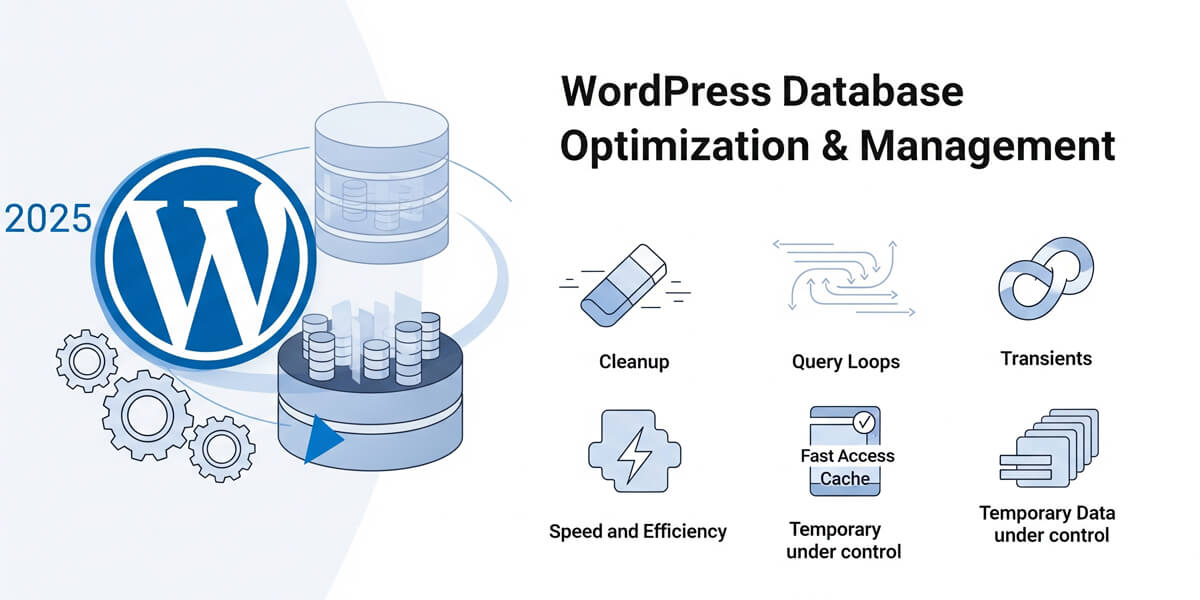 WordPress Database
Optimization & Management
2025
Cleanup
Query Loops
Transients
Speed and Efficiency
Fast Access
Cache
Temporary
under control
Temporary Data
under control